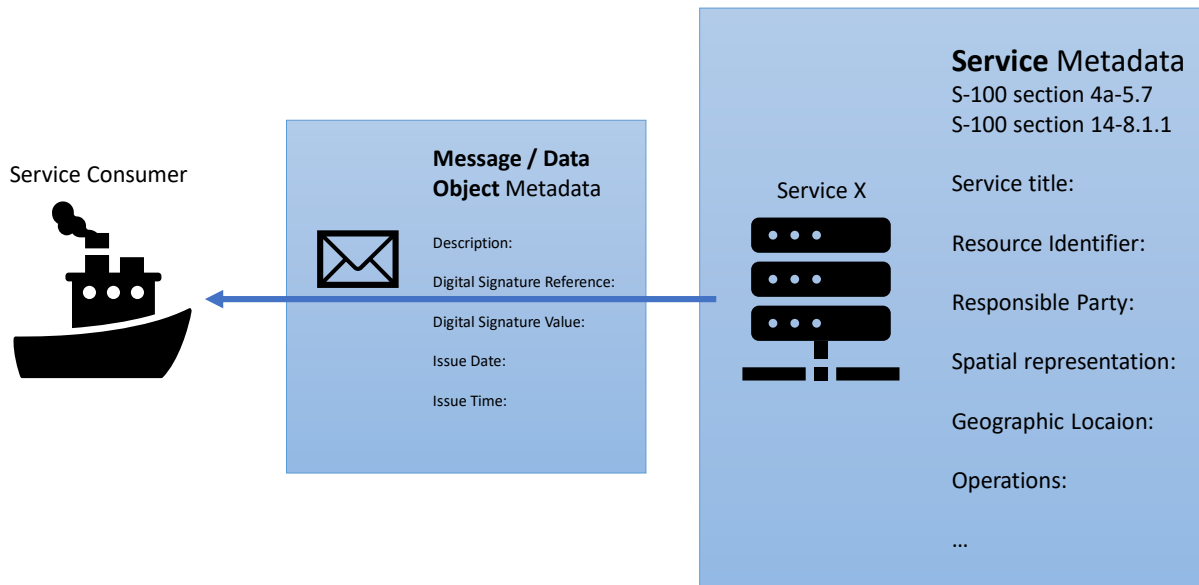 Service Consumer
Message / Data
Object Metadata
Description:
Digital Signature Reference:
Digital Signature Value:
Issue Date:
Issue Time:
Service X
Service Metadata
S-100 section 4a-5.7
S-100 section 14-8.1.1
Service title:
Resource Identifier:
Responsible Party:
Spatial representation:
Geographic Locaion:
Operations:
...